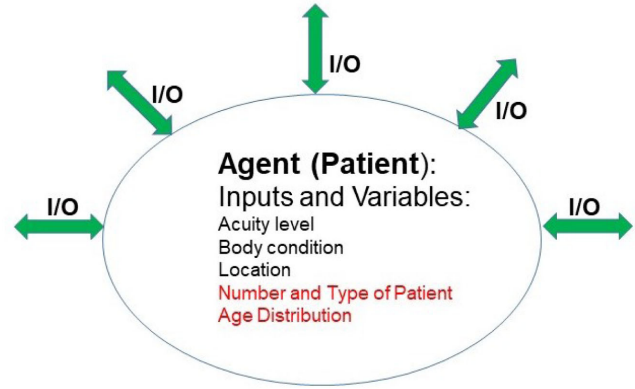 I/O
I/O
I/O
I/O
I/O
Agent (Patient):
Inputs and Variables:
Acuity level
Body condition
Location
Number and Type of Patient
Age Distribution